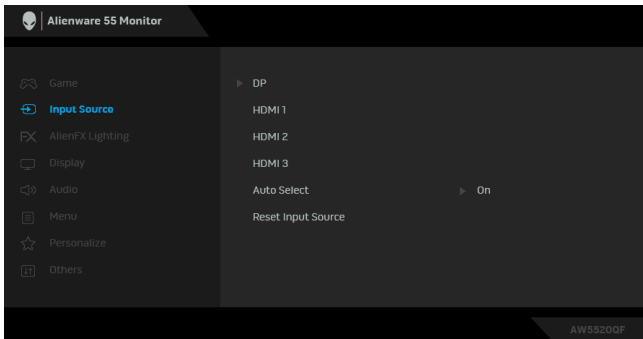 Alienware 55 Monitor
Game
Input Source
AlienFX Lighting
Display
Audio
Menu
Personalize
Others
DP
HDMI 1
HDMI 2
HDMI 3
Auto Select On
Reset Input Source
AW5520QF